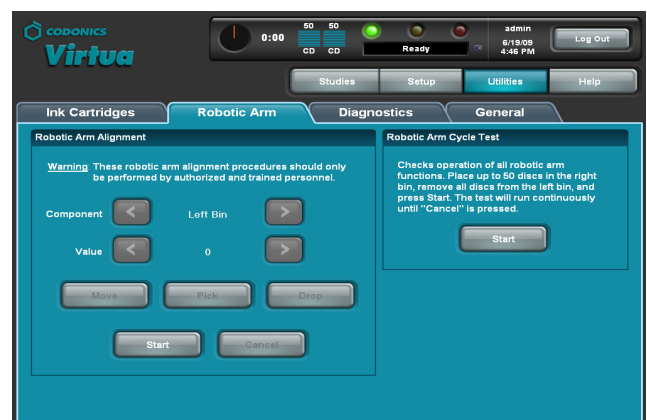 CODONICS
Virtua
0:00
50 50
CD CD
Ready
admin
6/19/09
4:46 PM
Log Out
Studies Setup Utilities Help
Ink Cartridges Robotic Arm Diagnostics General
Robotic Arm Alignment
Warning These robotic arm alignment procedures should only
be performed by authorized and trained personnel.
Component < Left Bin >
Value < 0 >
Move Pick Drop
Start Cancel
Robotic Arm Cycle Test
Checks operation of all robotic arm
functions. Place up to 50 discs in the right
bin, remove all discs from the left bin, and
press Start. The test will run continuously
until "Cancel" is pressed.
Start